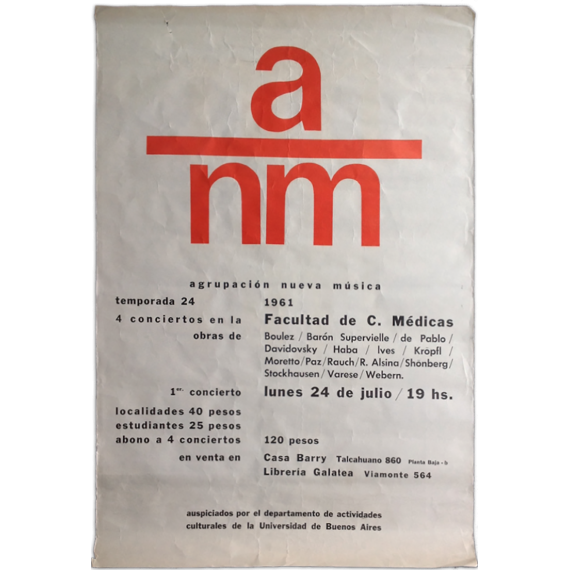 a
nm
agrupación nueva música
temporada 24 1961
4 conciertos en la Facultad de C. Médicas
obras de Boulez / Barón Supervielle / de Pablo /
Davidovsky / Haba / Ives / Kropfl /
Moretto / Paz / Rauch / R. Alsina / Shönberg /
Stockhausen / Varese / Webern.
1er concierto lunes 24 de julio / 19 hs.
localidades 40 pesos
estudiantes 25 pesos
abono a 4 conciertos 120 pesos
en venta en Casa Barry Talcahuano 860 Planta Baja - b
Librería Galatea Viamonte 564
auspiciados por el departamento de actividades
culturales de la Universidad de Buenos Aires